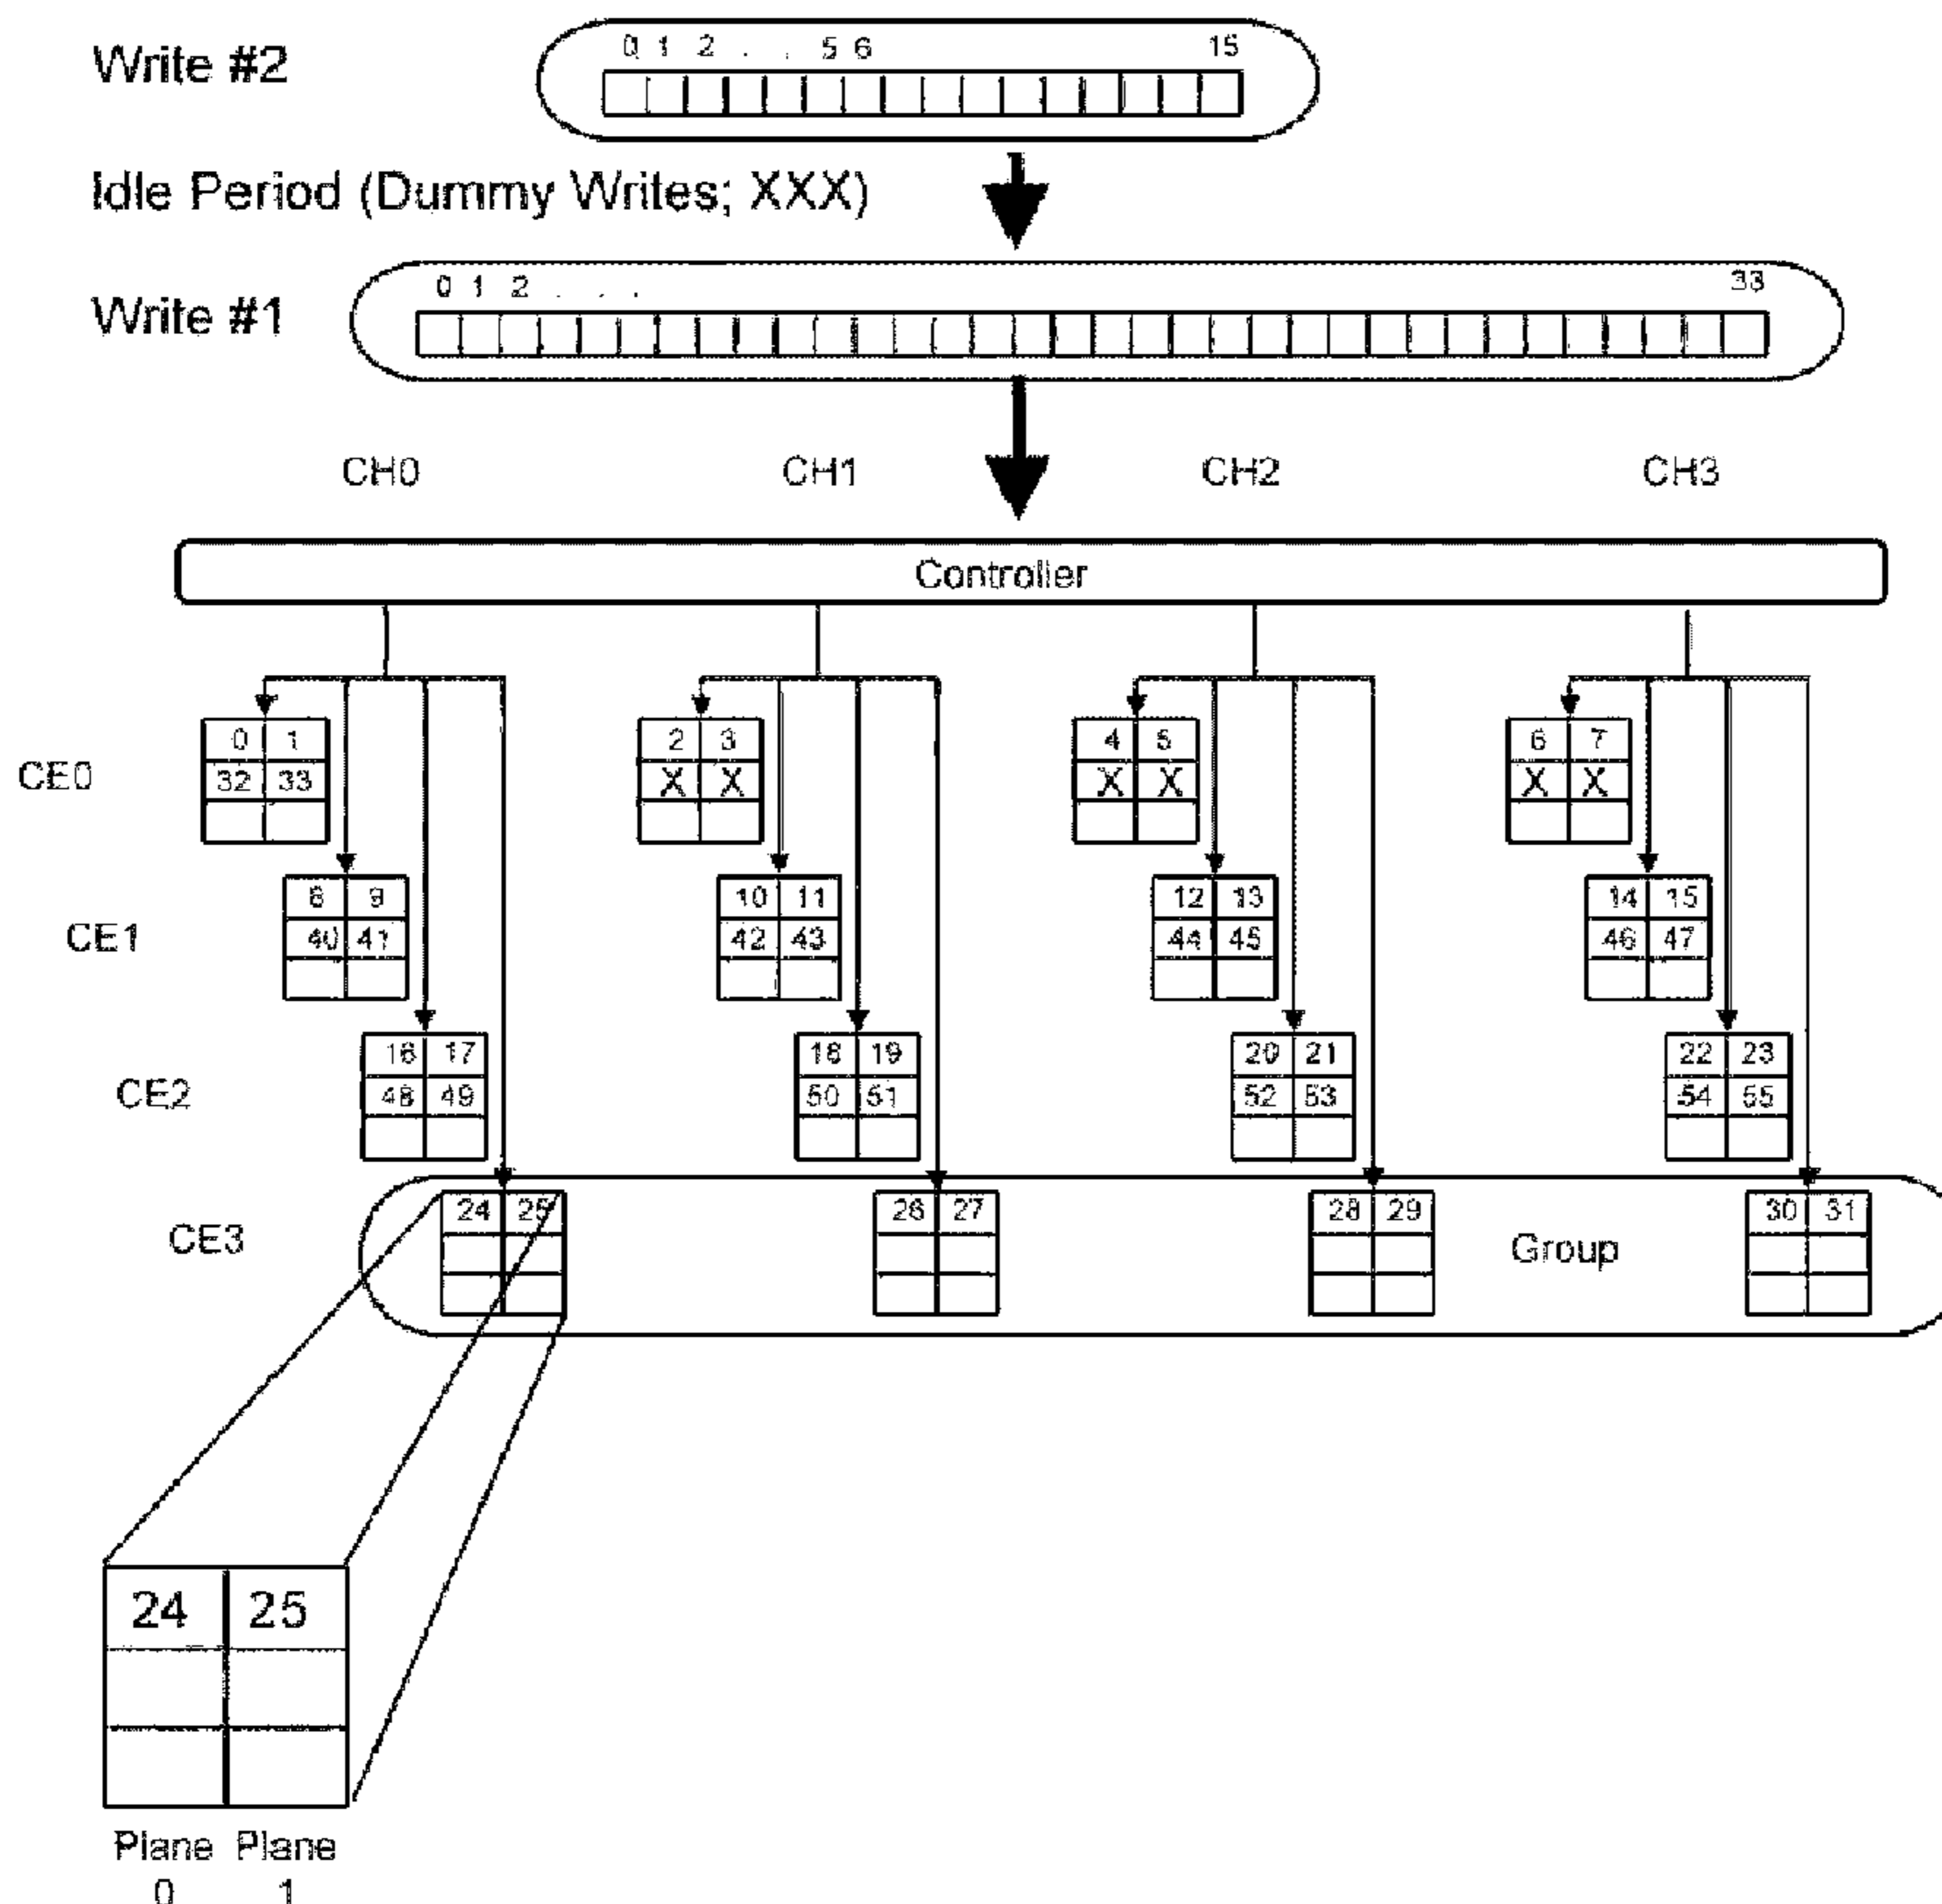 0 1 2 . . 5 6 15
Write #2
Idle Period (Dummy Writes; XXX)
0 1 2 . . . 33
Write #1
CH0 CH1 CH2 CH3
Controller
0 1 2 3 4 5 6 7
CE0
32 33 X X X X X X
8 9 10 11 12 13 14 15
CE1
40 41 42 43 44 45 46 47
16 17 18 19 20 21 22 23
CE2
48 49 50 51 52 53 54 55
24 25 26 27 28 29 30 31
CE3
Group
24 25
Plane Plane
0 1